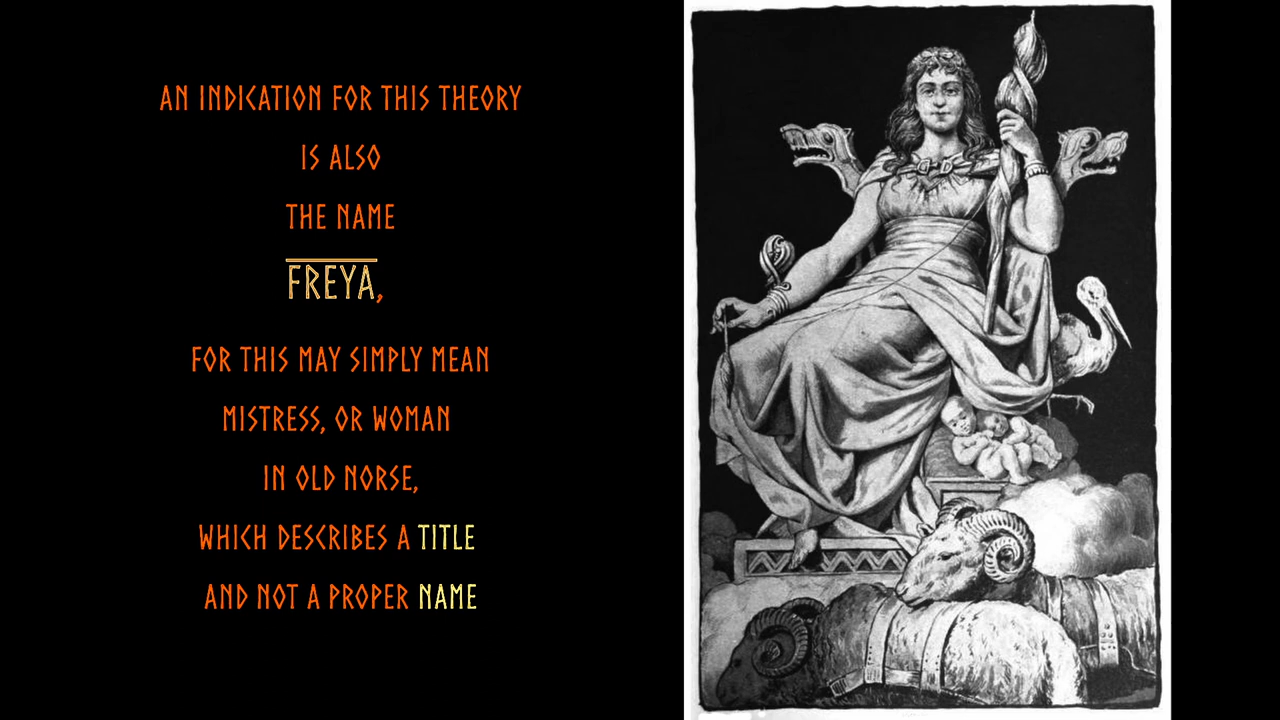 AN INDICATION FOR THIS THEORY
IS ALSO
THE NAME
FREYA,
FOR THIS MAY SIMPLY MEAN
MISTRESS, OR WOMAN
IN OLD NORSE,
WHICH DESCRIBES A TITLE
AND NOT A PROPER NAME